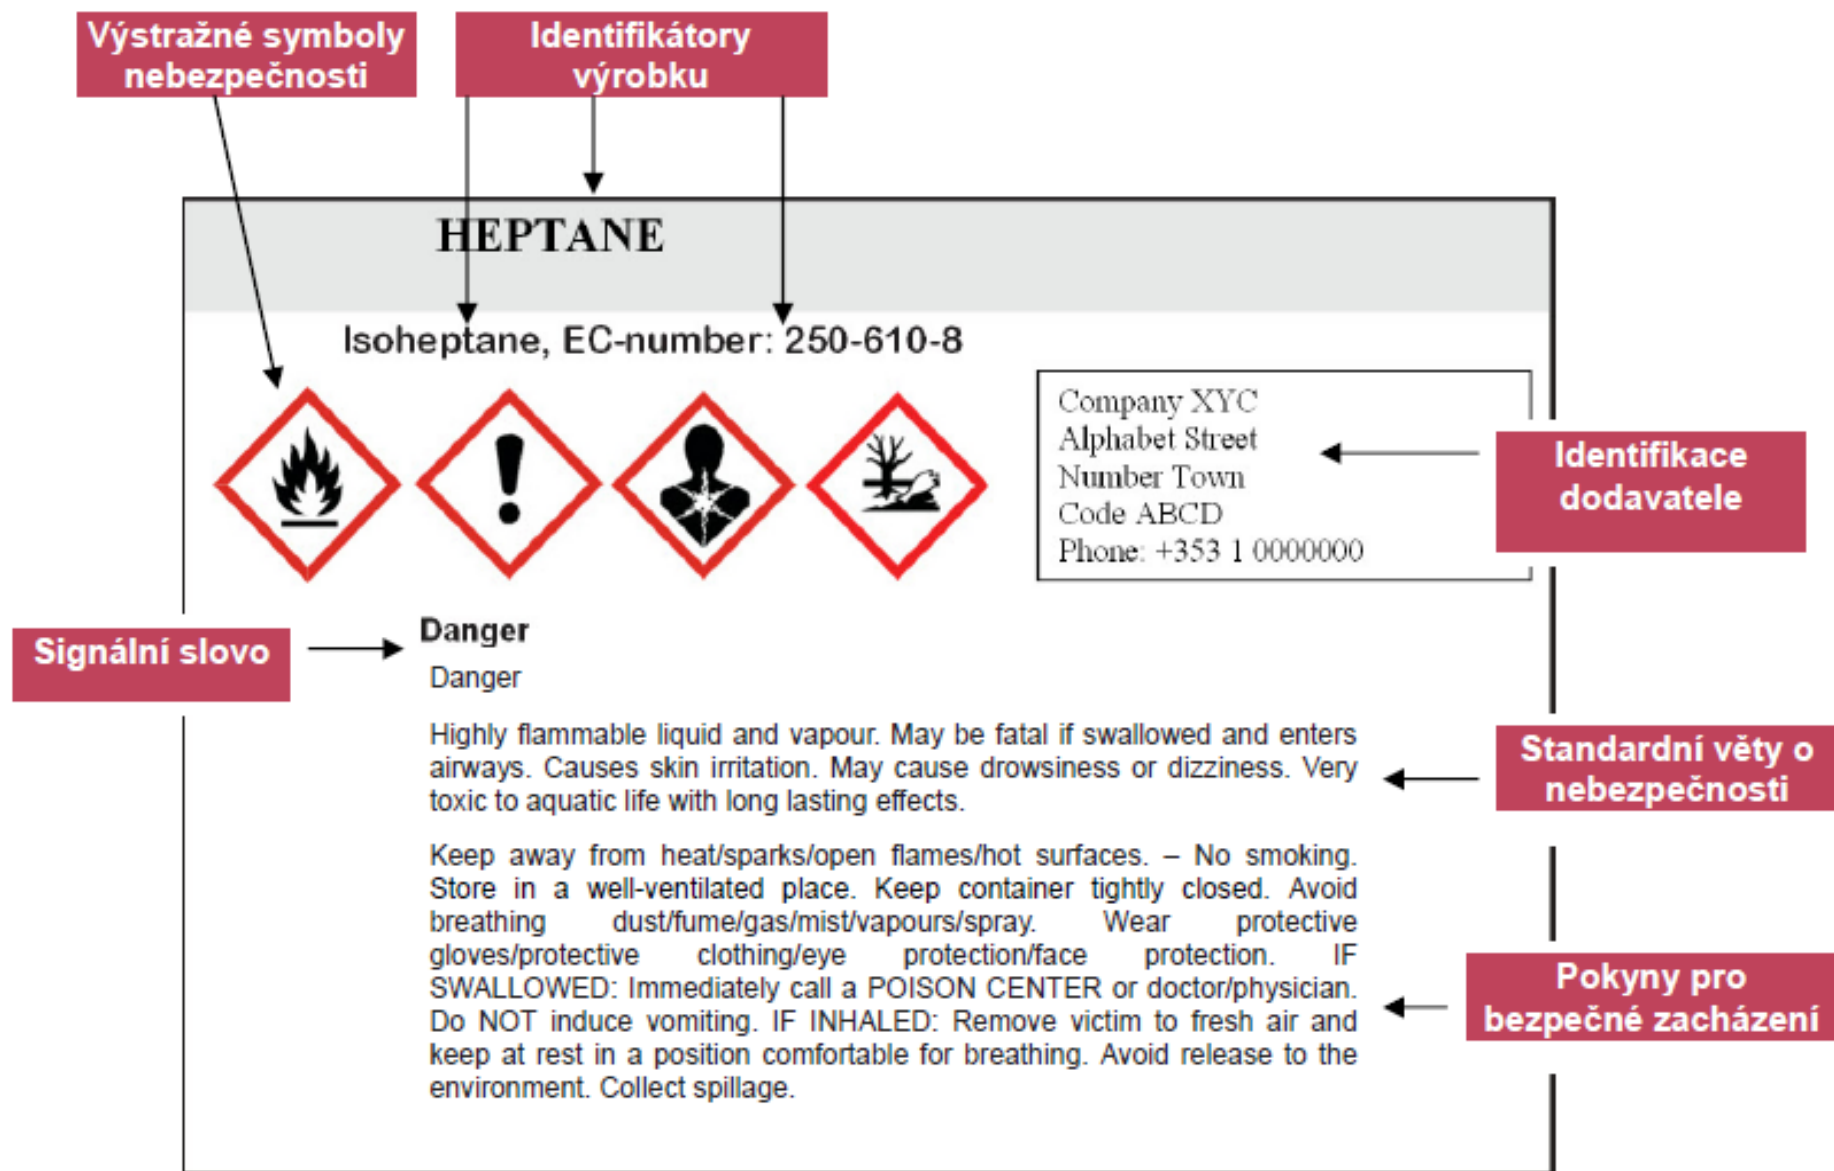 Výstražné symboly
nebezpečnosti
Identifikátory
výrobku
HEPTANE
Isoheptane, EC-number: 250-610-8
Company XYC
Alphabet Street
Number Town
Code ABCD
Phone: +353 1 0000000
Identifikace
dodavatele
Signální slovo
Danger
Danger
Highly flammable liquid and vapour. May be fatal if swallowed and enters
airways. Causes skin irritation. May cause drowsiness or dizziness. Very
toxic to aquatic life with long lasting effects.
Standardní věty o
nebezpečnosti
Keep away from heat/sparks/open flames/hot surfaces. – No smoking.
Store in a well-ventilated place. Keep container tightly closed. Avoid
breathing dust/fume/gas/mist/vapours/spray. Wear protective
gloves/protective clothing/eye protection/face protection. IF
SWALLOWED: Immediately call a POISON CENTER or doctor/physician.
Do NOT induce vomiting. IF INHALED: Remove victim to fresh air and
keep at rest in a position comfortable for breathing. Avoid release to the
environment. Collect spillage.
Pokyny pro
bezpečné zacházení